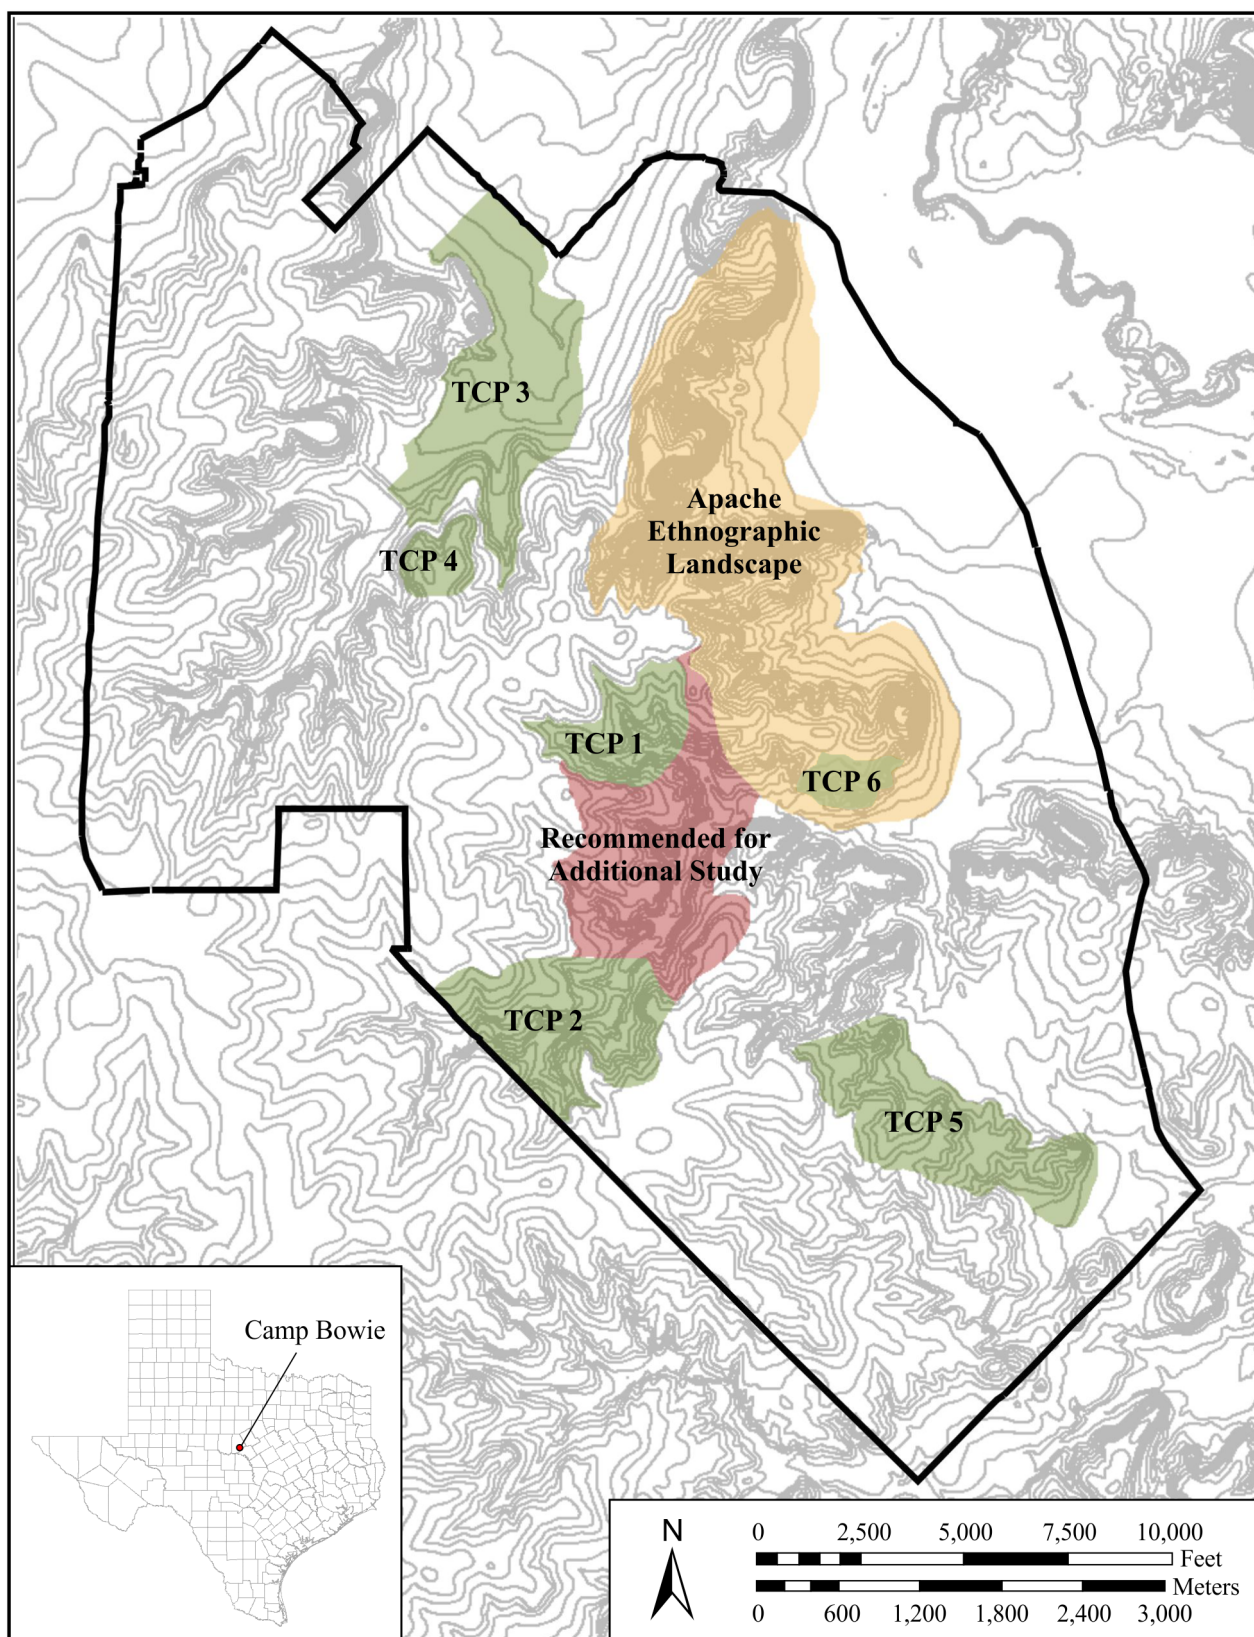 TCP 3
Apache
Ethnographic
Landscape
TCP 4
TCP 1
TCP 6
Recommended for
Additional Study
TCP 2
TCP 5
Camp Bowie
N
0 2,500 5,000 7,500 10,000
Feet
Meters
0 600 1,200 1,800 2,400 3,000